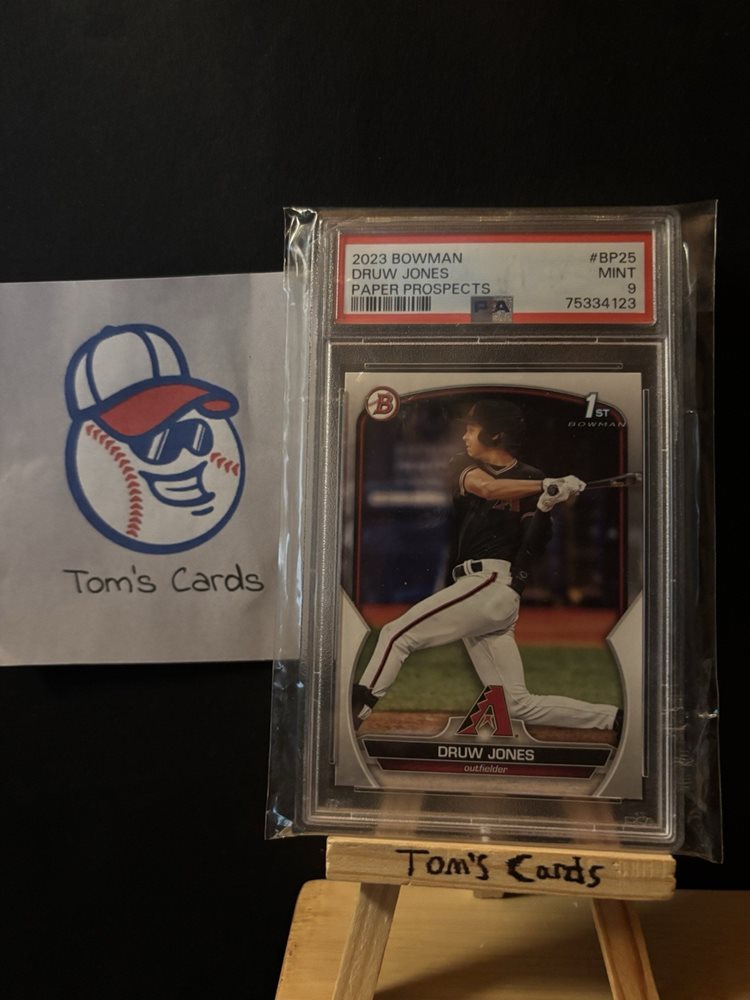 2023 BOWMAN #BP25
DRUW JONES MINT
PAPER PROSPECTS 9
PSA 75334123
B
1ST
BOWMAN
A
DRUW JONES
outfielder
Tom's Cards
Tom's Cards